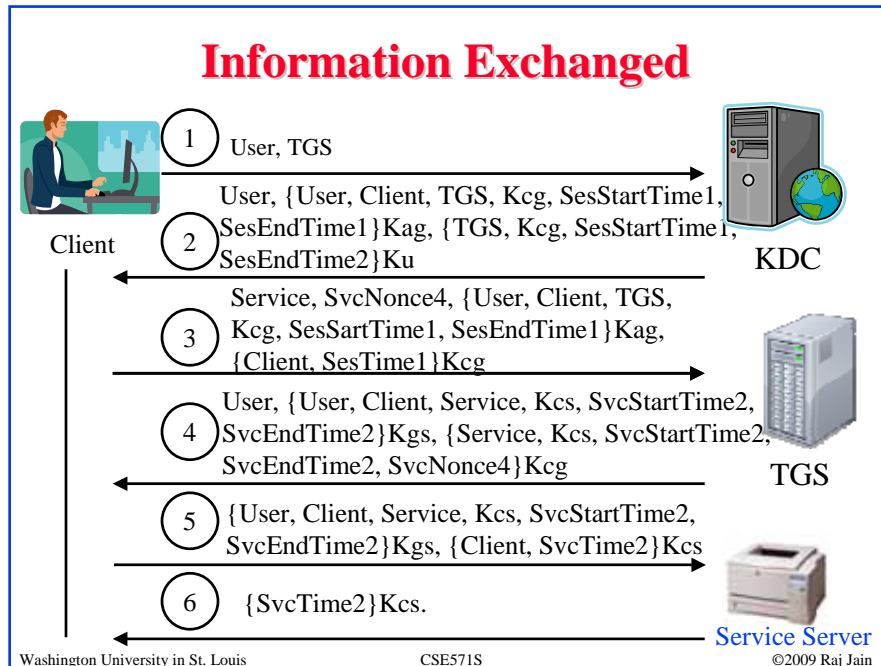 Information Exchanged
1
User, TGS
User, {User, Client, TGS, Kcg, SesStartTime1,
SesEndTime1}Kag, {TGS, Kcg, SesStartTime1,
SesEndTime2}Ku
2
Client
KDC
Service, SvcNonce4, {User, Client, TGS,
Kcg, SesSartTime1, SesEndTime1}Kag,
{Client, SesTime1}Kcg
3
User, {User, Client, Service, Kcs, SvcStartTime2,
SvcEndTime2}Kgs, {Service, Kcs, SvcStartTime2,
SvcEndTime2, SvcNonce4}Kcg
4
TGS
5
{User, Client, Service, Kcs, SvcStartTime2,
SvcEndTime2}Kgs, {Client, SvcTime2}Kcs
6
{SvcTime2}Kcs.
Service Server
Washington University in St. Louis
CSE571S
©2009 Raj Jain